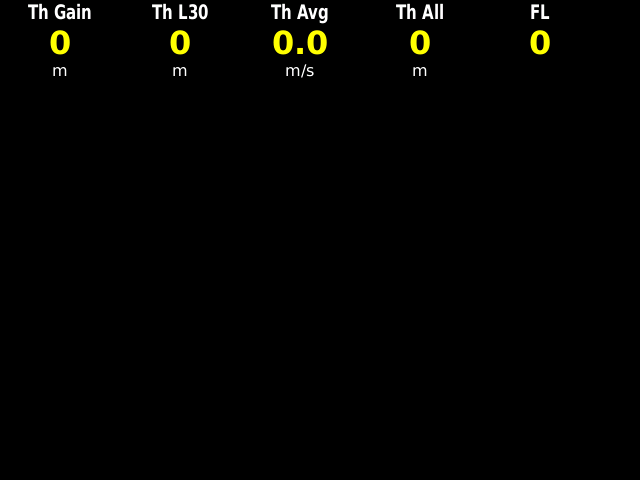 Th Gain Th L30 Th Avg Th All FL
0 0 0.0 0 0
m m m/s m